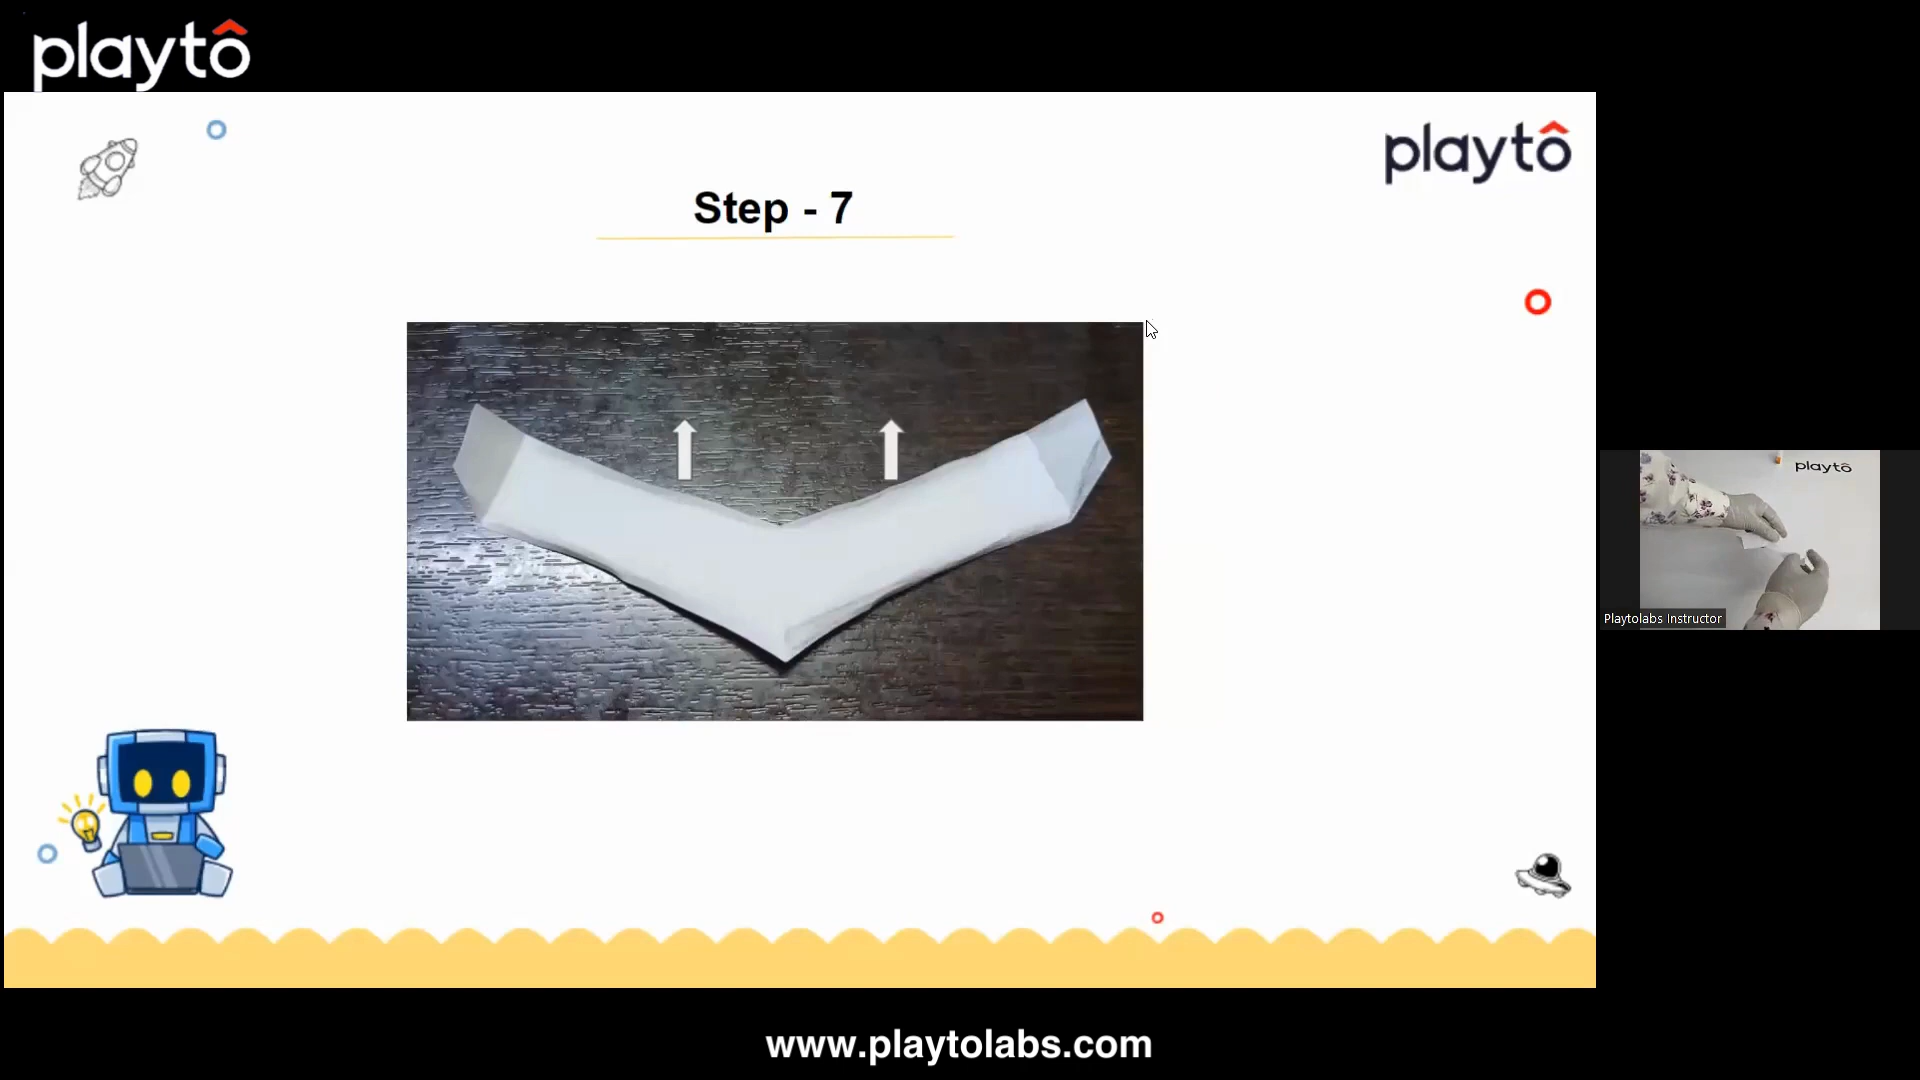 playtô
playtô
Step - 7
playtô
Playtolabs Instructor
www.playtolabs.com